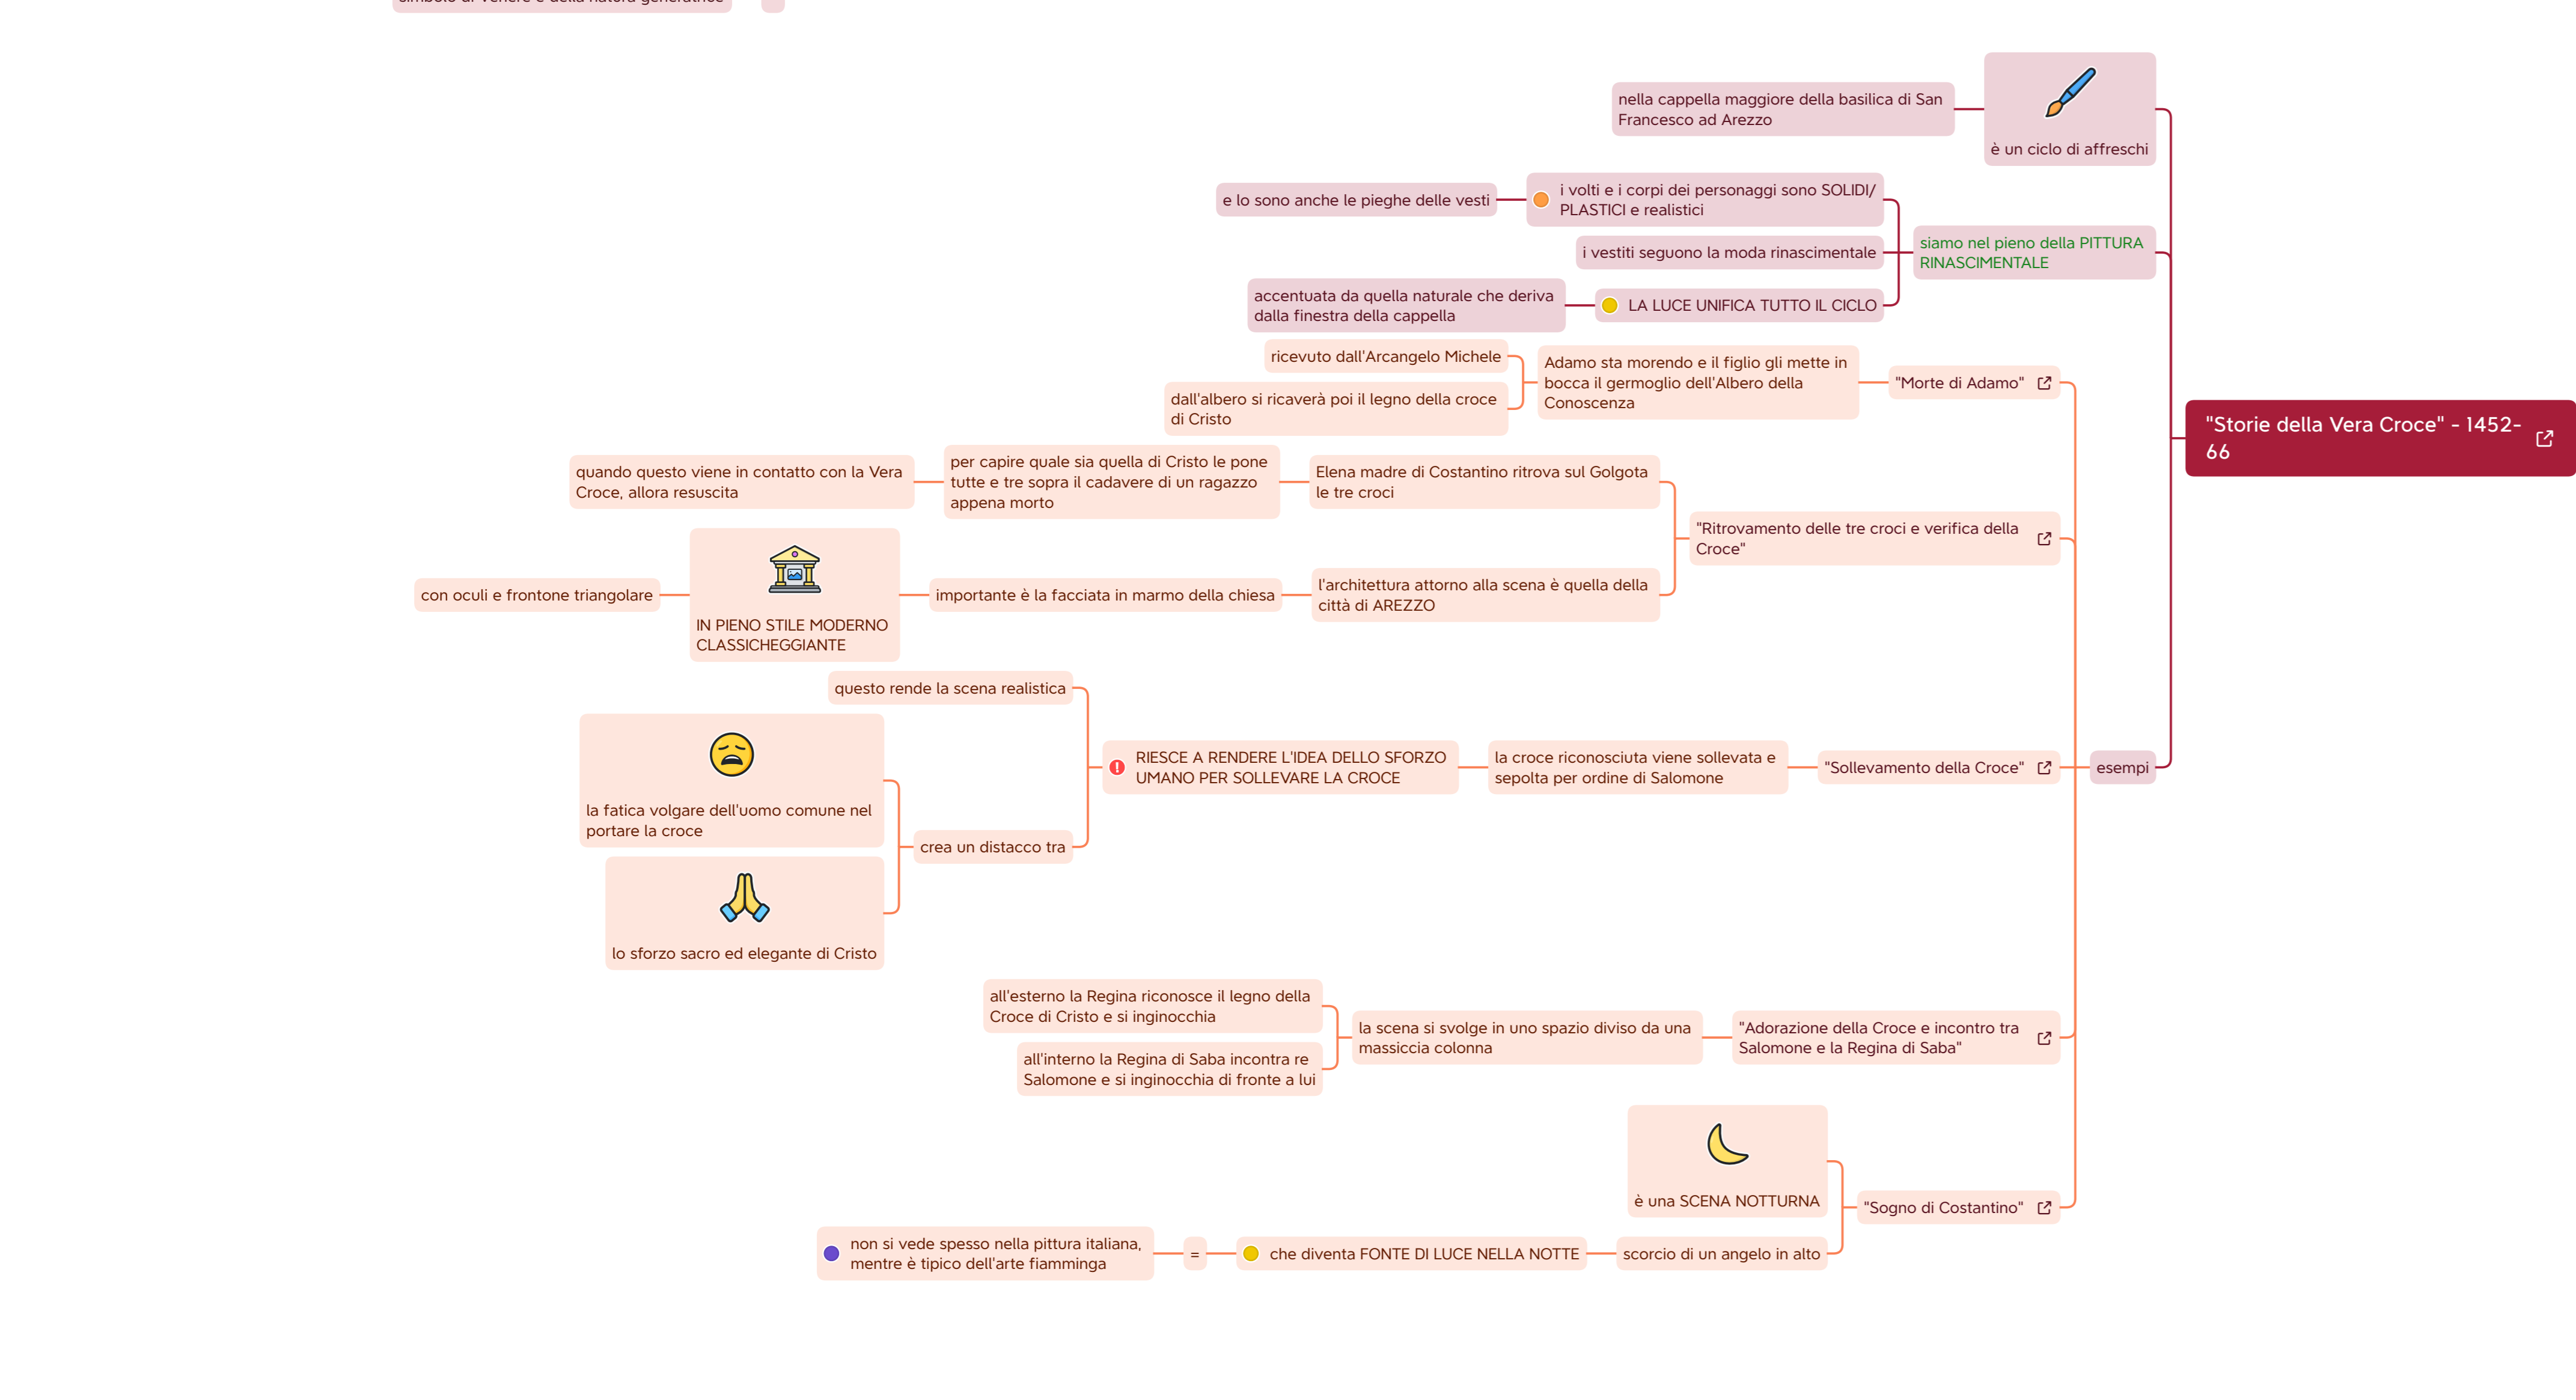 simbolo di Venere e della natura generatrice
"Storie della Vera Croce" - 1452-
66
è un ciclo di affreschi
nella cappella maggiore della basilica di San
Francesco ad Arezzo
siamo nel pieno della PITTURA
RINASCIMENTALE
i volti e i corpi dei personaggi sono SOLIDI/
PLASTICI e realistici
e lo sono anche le pieghe delle vesti
i vestiti seguono la moda rinascimentale
LA LUCE UNIFICA TUTTO IL CICLO
accentuata da quella naturale che deriva
dalla finestra della cappella
esempi
"Morte di Adamo"
Adamo sta morendo e il figlio gli mette in
bocca il germoglio dell'Albero della
Conoscenza
ricevuto dall'Arcangelo Michele
dall'albero si ricaverà poi il legno della croce
di Cristo
"Ritrovamento delle tre croci e verifica della
Croce"
Elena madre di Costantino ritrova sul Golgota
le tre croci
per capire quale sia quella di Cristo le pone
tutte e tre sopra il cadavere di un ragazzo
appena morto
quando questo viene in contatto con la Vera
Croce, allora resuscita
l'architettura attorno alla scena è quella della
città di AREZZO
importante è la facciata in marmo della chiesa
IN PIENO STILE MODERNO
CLASSICHEGGIANTE
con oculi e frontone triangolare
"Sollevamento della Croce"
la croce riconosciuta viene sollevata e
sepolta per ordine di Salomone
RIESCE A RENDERE L'IDEA DELLO SFORZO
UMANO PER SOLLEVARE LA CROCE
questo rende la scena realistica
crea un distacco tra
la fatica volgare dell'uomo comune nel
portare la croce
lo sforzo sacro ed elegante di Cristo
"Adorazione della Croce e incontro tra
Salomone e la Regina di Saba"
la scena si svolge in uno spazio diviso da una
massiccia colonna
all'esterno la Regina riconosce il legno della
Croce di Cristo e si inginocchia
all'interno la Regina di Saba incontra re
Salomone e si inginocchia di fronte a lui
"Sogno di Costantino"
è una SCENA NOTTURNA
scorcio di un angelo in alto
che diventa FONTE DI LUCE NELLA NOTTE
=
non si vede spesso nella pittura italiana,
mentre è tipico dell'arte fiamminga